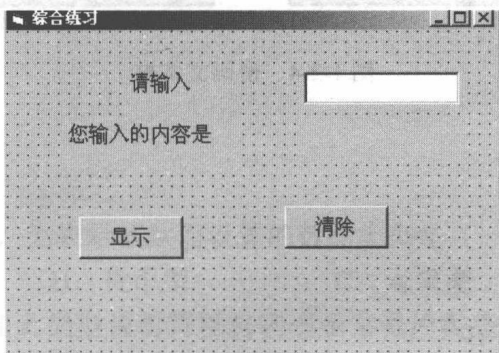 综合练习
请输入
您输入的内容是
显示
清除